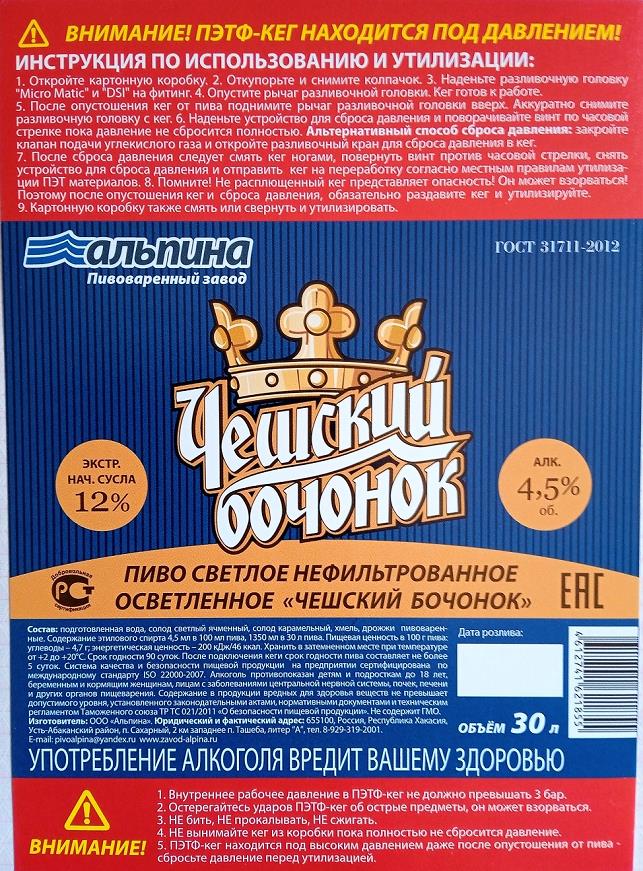 ВНИМАНИЕ! ПЭТФ-КЕГ НАХОДИТСЯ ПОД ДАВЛЕНИЕМ!
ИНСТРУКЦИЯ ПО ИСПОЛЬЗОВАНИЮ И УТИЛИЗАЦИИ:
1. Откройте картонную коробку. 2. Откупорьте и снимите колпачок. 3. Наденьте разливочную головку
"Micro Matic" и "DSI" на фитинг. 4. Опустите рычаг разливочной головки. Кег готов к работе.
5. После опустошения кег от пива поднимите рычаг разливочной головки вверх. Аккуратно снимите
разливочную головку с кег. 6. Наденьте устройство для сброса давления и поворачивайте винт по часовой
стрелке пока давление не сбросится полностью. Альтернативный способ сброса давления: закройте
клапан подачи углекислого газа и откройте разливочный кран для сброса давления в кег.
7. После сброса давления следует смять кег ногами, повернуть винт против часовой стрелки, снять
устройство для сброса давления и отправить кег на переработку согласно местным правилам утилиза-
ции ПЭТ материалов. 8. Помните! Не расплющенный кег представляет опасность! Он может взорваться!
Поэтому после опустошения кег и сброса давления, обязательно раздавите кег и утилизируйте.
9. Картонную коробку также смять или свернуть и утилизировать.
альпина
Пивоваренный завод
ГОСТ 31711-2012
Чешский
бочонок
ЭКСТР.
НАЧ. СУСЛА
12%
АЛК.
4,5%
об.
Добровольная
сертификация
ПИВО СВЕТЛОЕ НЕФИЛЬТРОВАННОЕ
ОСВЕТЛЕННОЕ «ЧЕШСКИЙ БОЧОНОК»
ЕАС
Состав: подготовленная вода, солод светлый ячменный, солод карамельный, хмель, дрожжи пивоварен-
ные. Содержание этилового спирта 4,5 мл в 100 мл пива, 1350 мл в 30 л пива. Пищевая ценность в 100 г пива:
углеводы – 4,7 г; энергетическая ценность – 200 кДж/46 ккал. Хранить в затемненном месте при температуре
от +2 до +20°С. Срок годности 90 суток. После подключения кеги срок годности пива составляет не более
5 суток. Система качества и безопасности пищевой продукции на предприятии сертифицирована по
международному стандарту ISO 22000-2007. Алкоголь противопоказан детям и подросткам до 18 лет,
беременным и кормящим женщинам, лицам с заболеваниями центральной нервной системы, почек, печени
и других органов пищеварения. Содержание в продукции вредных для здоровья веществ не превышает
допустимого уровня, установленного законодательными актами, нормативными документами и техническим
регламентом Таможенного союза ТР ТС 021/2011 «О безопасности пищевой продукции». Не содержит ГМО.
Изготовитель: ООО «Альпина». Юридический и фактический адрес: 655100, Россия, Республика Хакасия,
Усть-Абаканский район, п. Сахарный, 2 км западнее п. Ташеба, литер "А", тел. 8-929-319-2001.
E-mail: pivoalpina@yandex.ru www.zavod-alpina.ru
Дата розлива:
ОБЪЁМ 30 л
УПОТРЕБЛЕНИЕ АЛКОГОЛЯ ВРЕДИТ ВАШЕМУ ЗДОРОВЬЮ
ВНИМАНИЕ!
1. Внутреннее рабочее давление в ПЭТФ-кег не должно превышать 3 бар.
2. Остерегайтесь ударов ПЭТФ-кег об острые предметы, он может взорваться.
3. НЕ бить, НЕ прокалывать, НЕ сжигать.
4. НЕ вынимайте кег из коробки пока полностью не сбросится давление.
5. ПЭТФ-кег находится под высоким давлением даже после опустошения от пива -
сбросьте давление перед утилизацией.